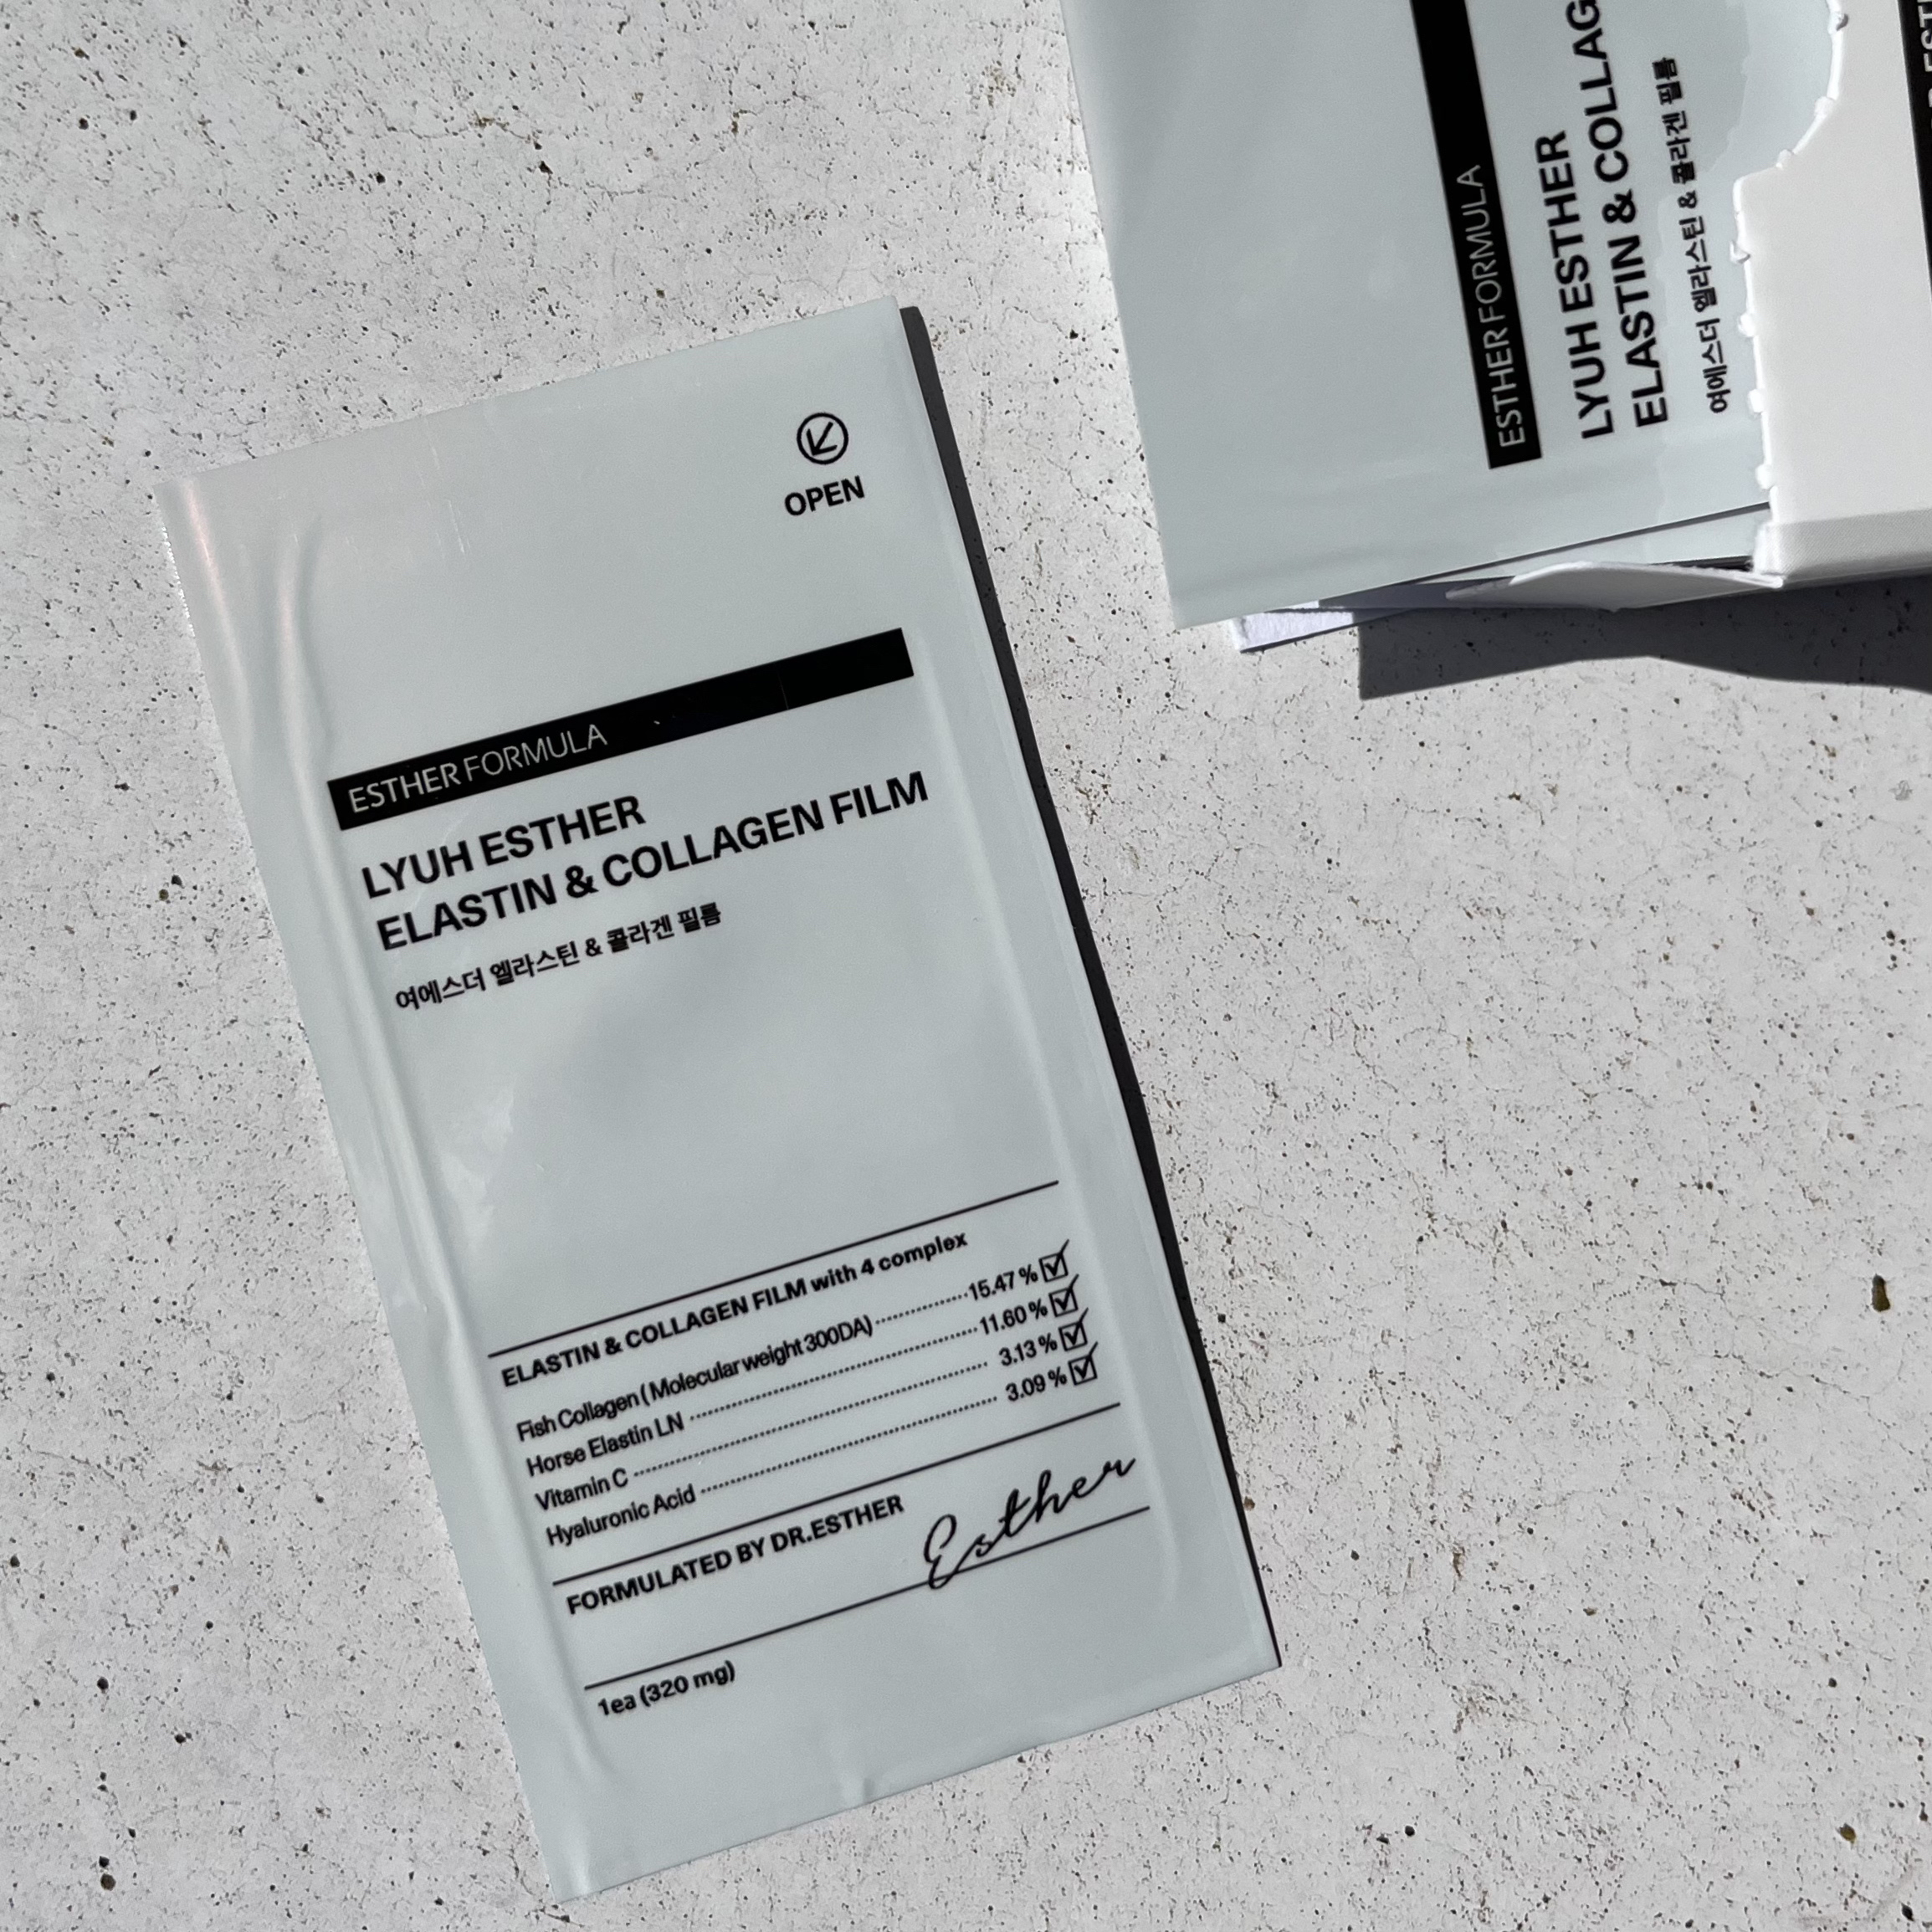 OPEN
ESTHER FORMULA
LYUH ESTHER
ELASTIN & COLLAGEN FILM
여에스더 엘라스틴 & 콜라겐 필름
ELASTIN & COLLAGEN FILM with 4 complex
Fish Collagen ( Molecular weight 300DA) 15.47 %
Horse Elastin LN 11.60 %
Vitamin C 3.13 %
Hyaluronic Acid 3.09 %
FORMULATED BY DR.ESTHER
Esther
1ea (320 mg)
ESTHER FORMULA
LYUH ESTHER
ELASTIN & COLLAG
여에스더 엘라스틴 & 콜라겐 필름